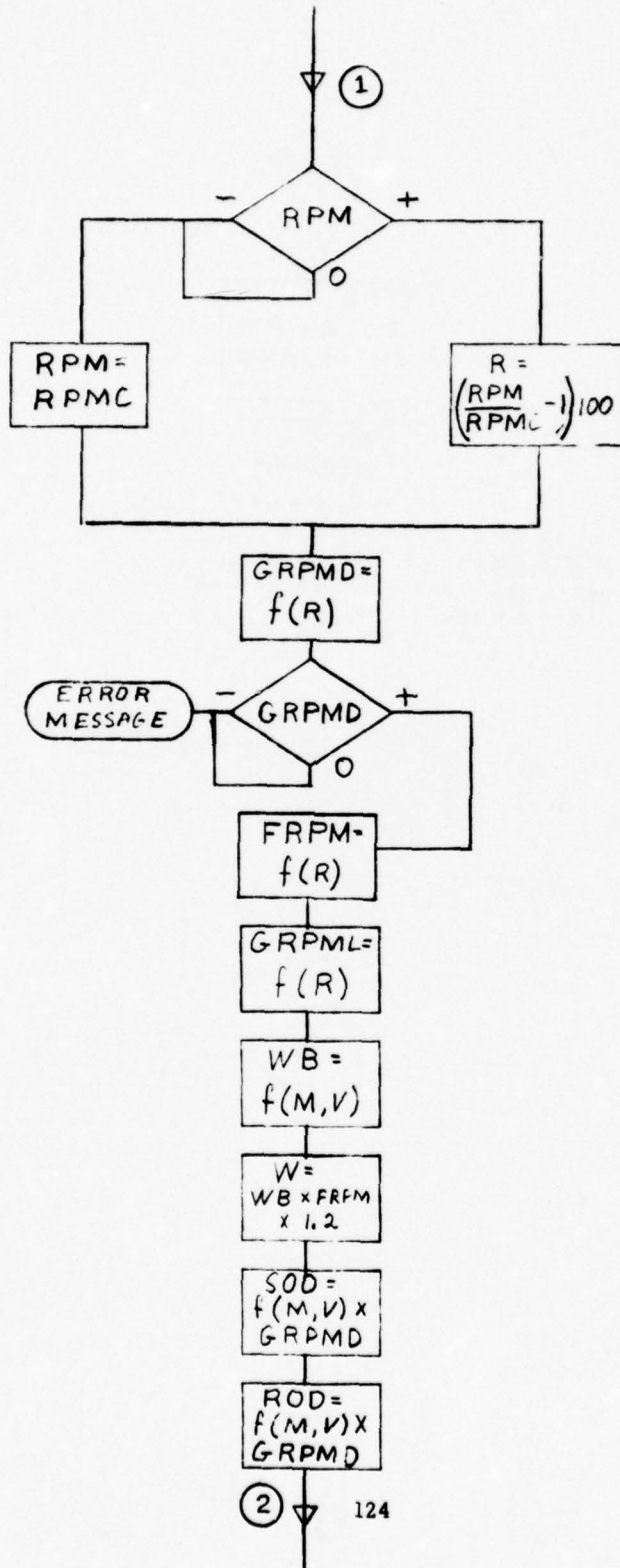 1
- RPM +
0
RPM=
RPMC
R =
(RPM/RPMC -1)100
GRPMD=
f(R)
ERROR
MESSAGE
- GRPMD +
0
FRPM=
f(R)
GRPML=
f(R)
WB =
f(M,V)
W=
WB x FRPM
x 1.2
SOD=
f(M,V) x
GRPMD
ROD=
f(M,V) x
GRPMD
2
124